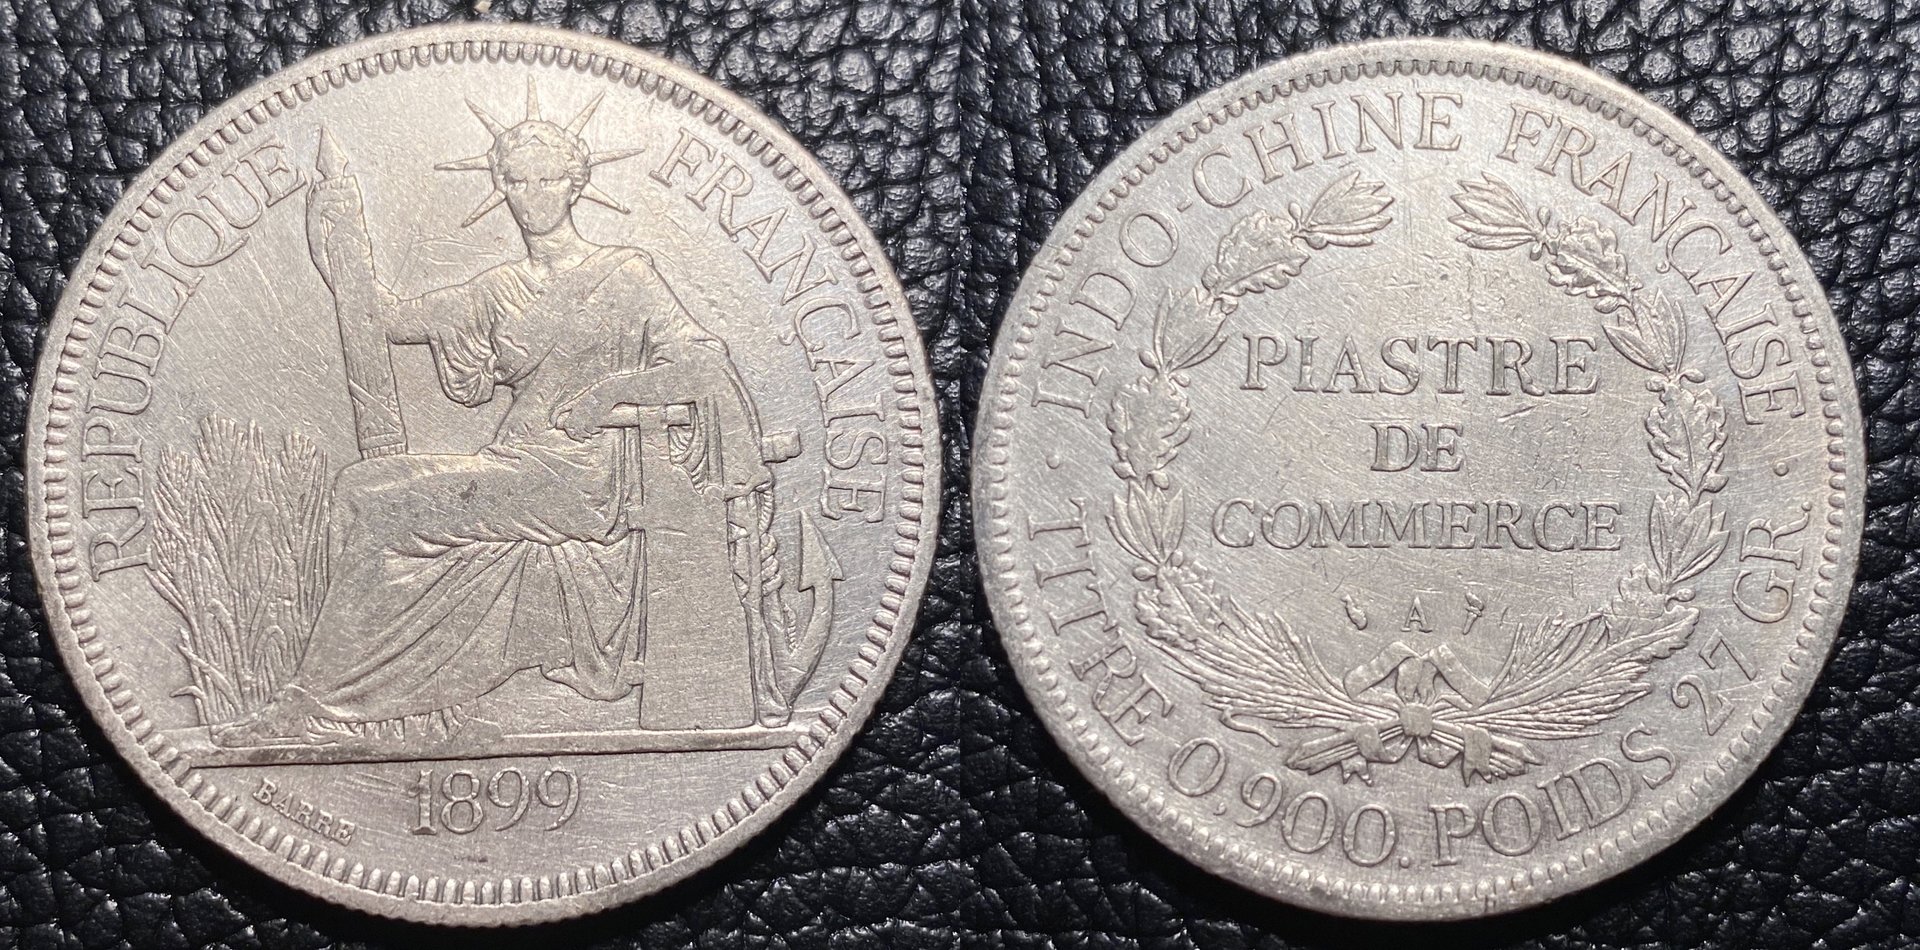 REPUBLIQUE FRANÇAISE
BARRE
1899
INDO-CHINE FRANÇAISE
PIASTRE
DE
COMMERCE
A
TITRE 0,900. POIDS 27 GR.